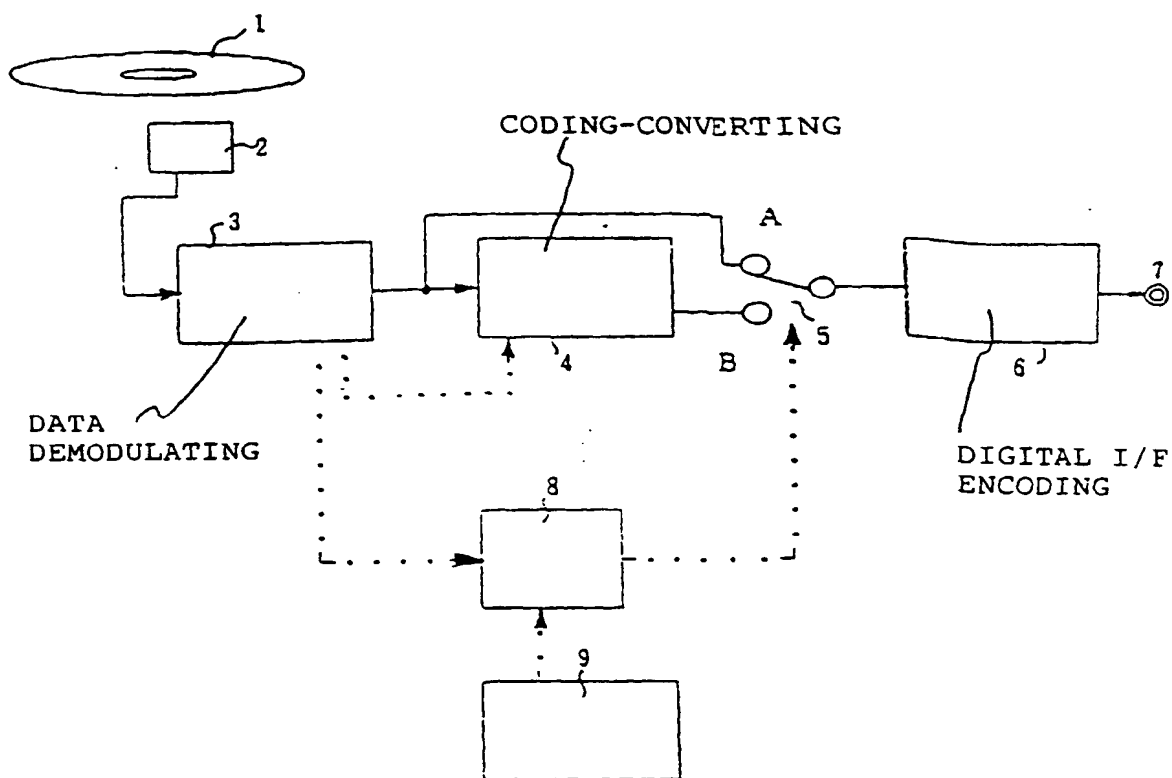 1
2
CODING-CONVERTING
3
A
7
5
4
B
6
DATA
DEMODULATING
DIGITAL I/F
ENCODING
8
9